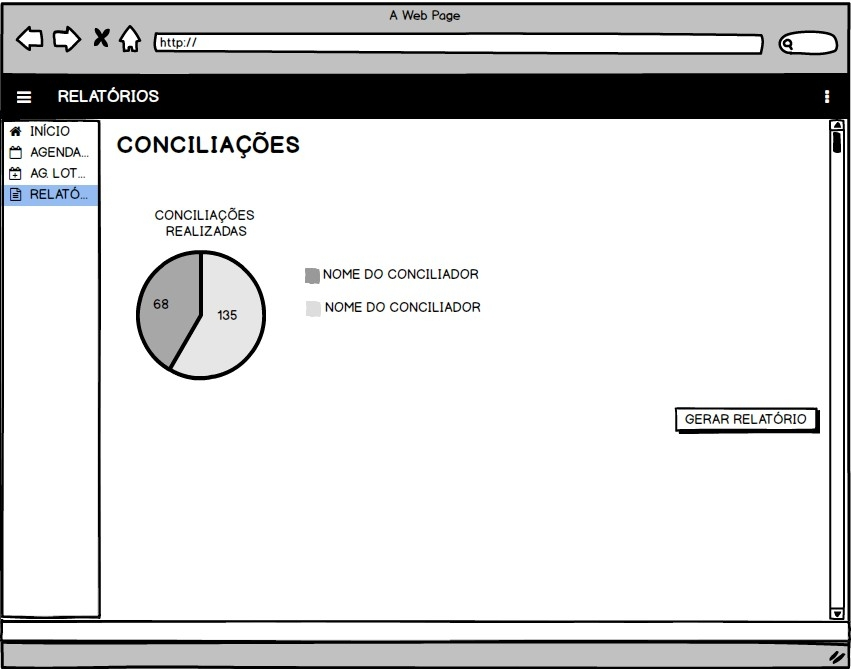 A Web Page
http://
RELATÓRIOS
INÍCIO
AGENDA...
AG. LOT...
RELATÓ...
CONCILIAÇÕES
CONCILIAÇÕES
REALIZADAS
68
135
NOME DO CONCILIADOR
NOME DO CONCILIADOR
GERAR RELATÓRIO